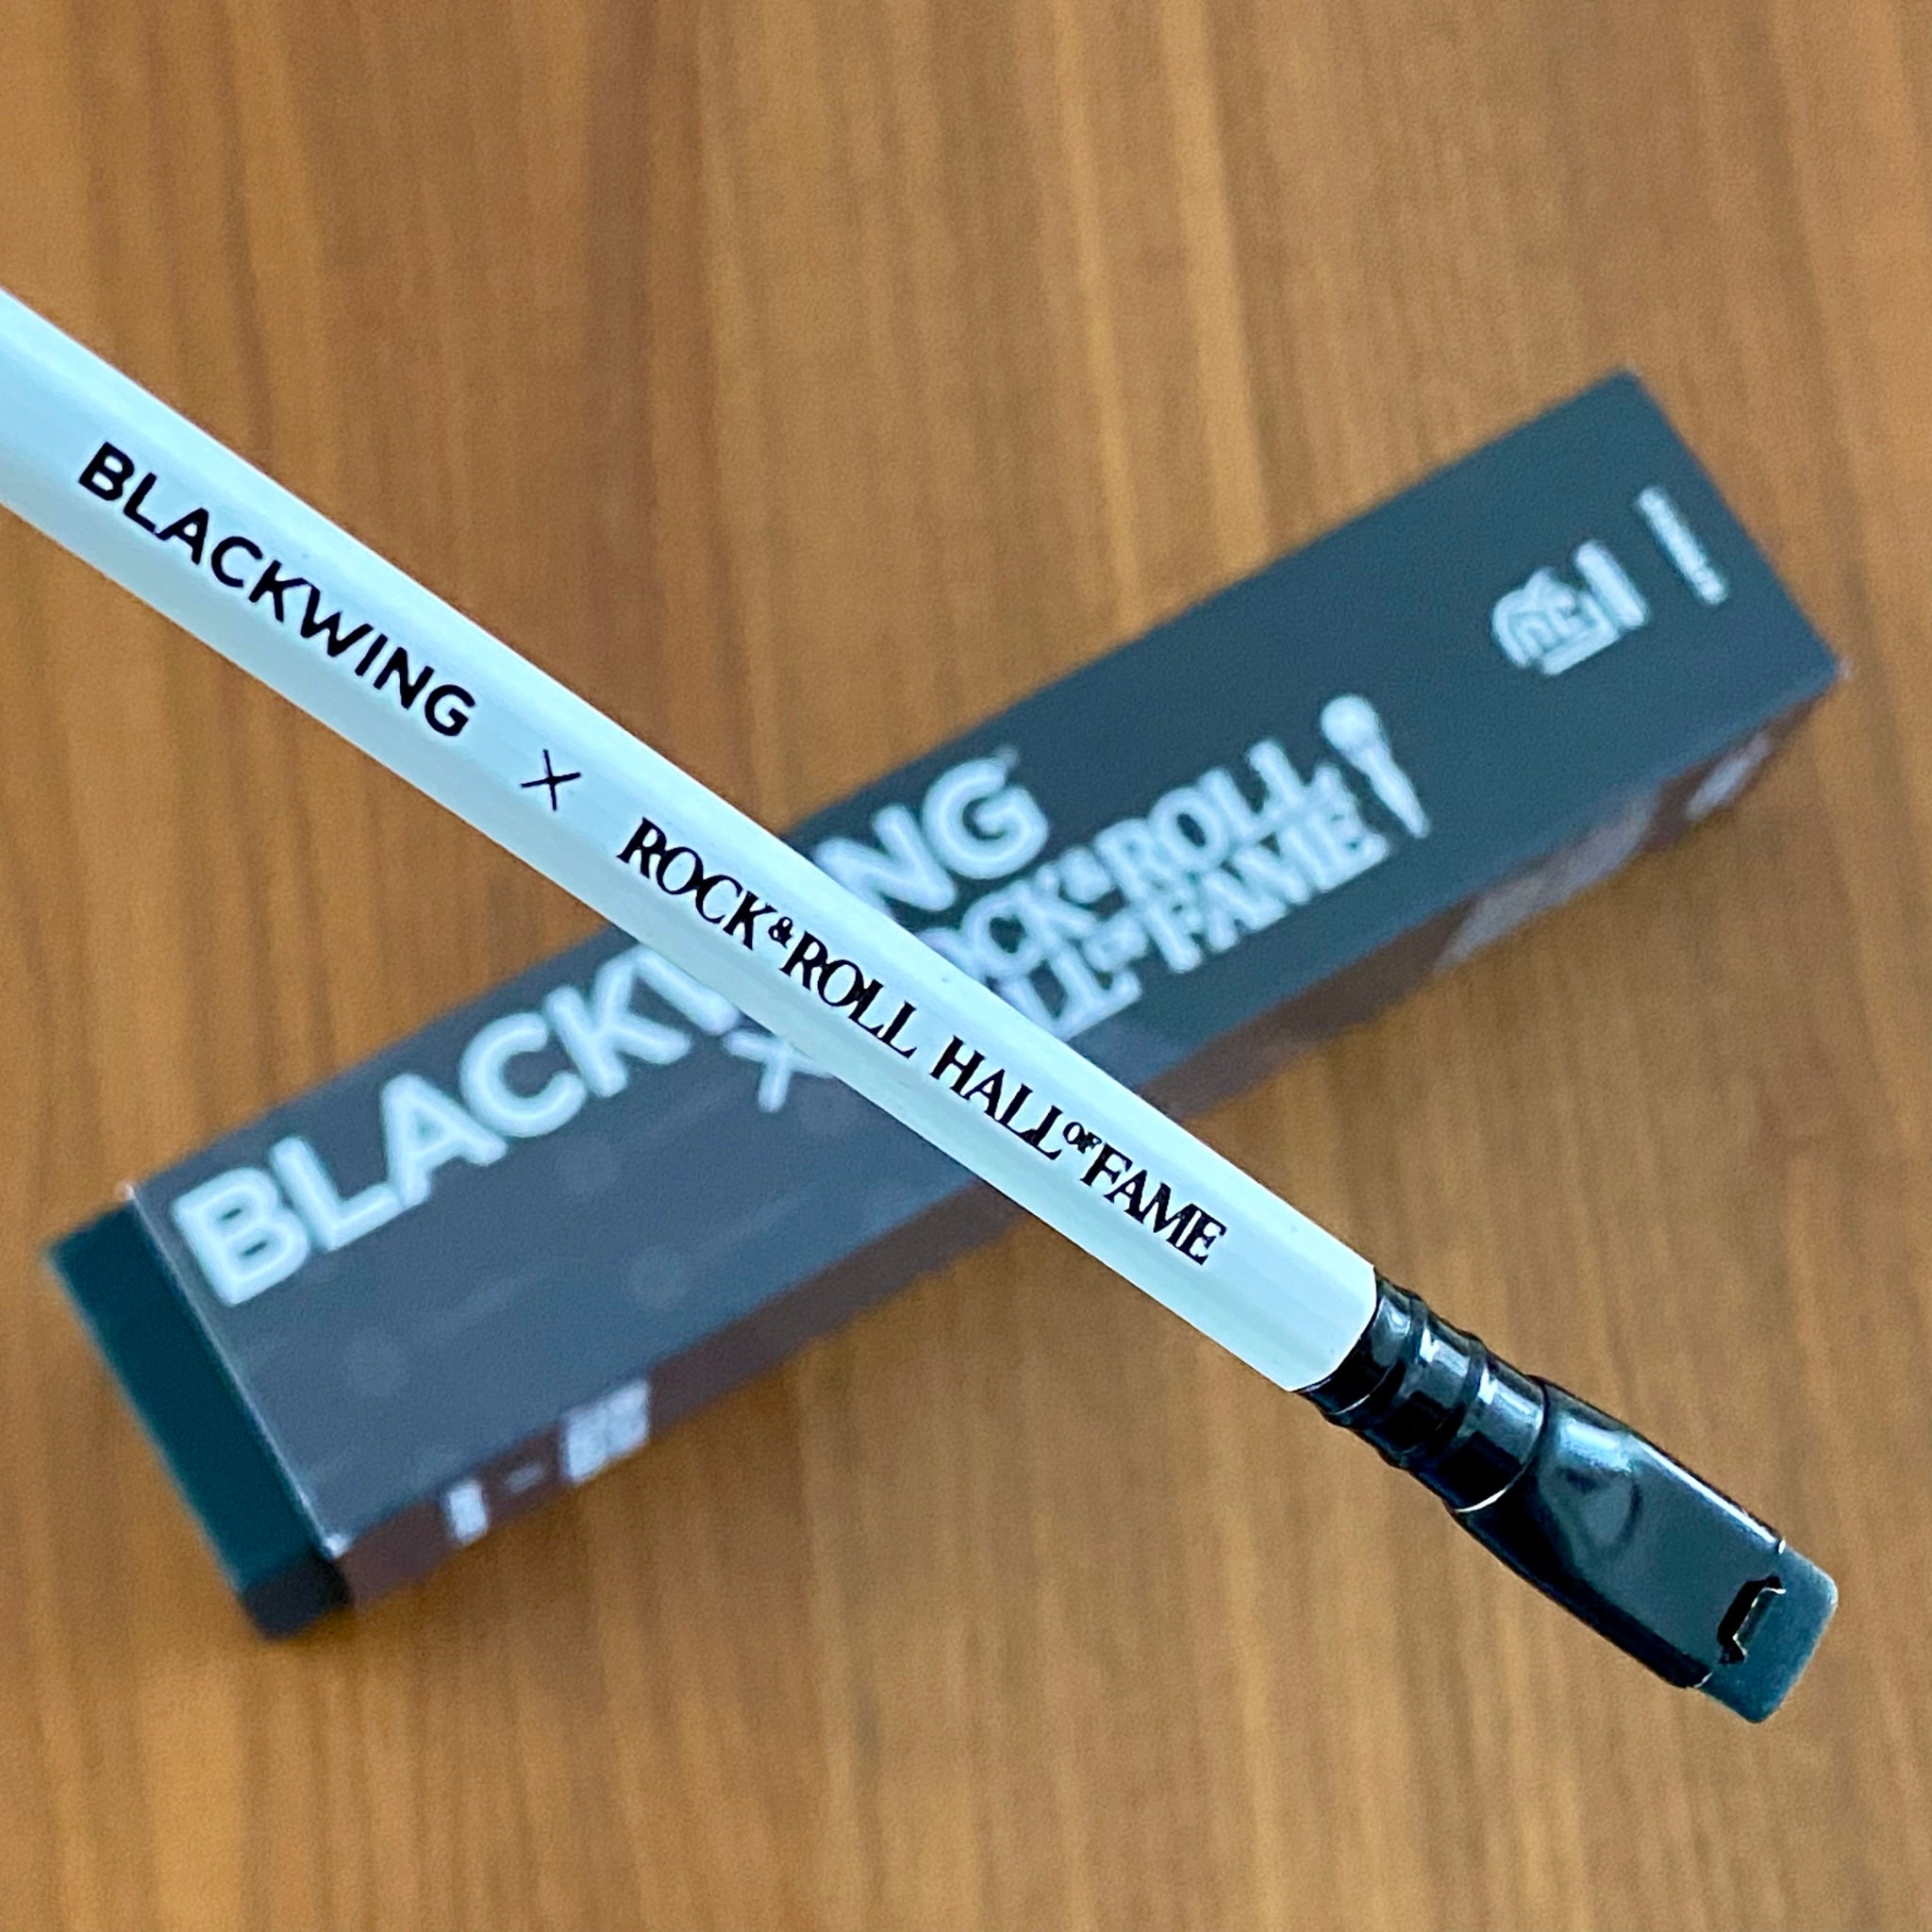 BLACKWING × ROCK & ROLL HALL OF FAME
BLACKWING
×
ROCK & ROLL
HALL OF FAME